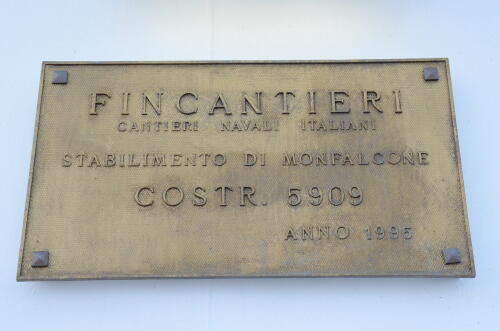 FINCANTIERI
CANTIERI NAVALI ITALIANI
STABILIMENTO DI MONFALCONE
COSTR. 5909
ANNO 1995